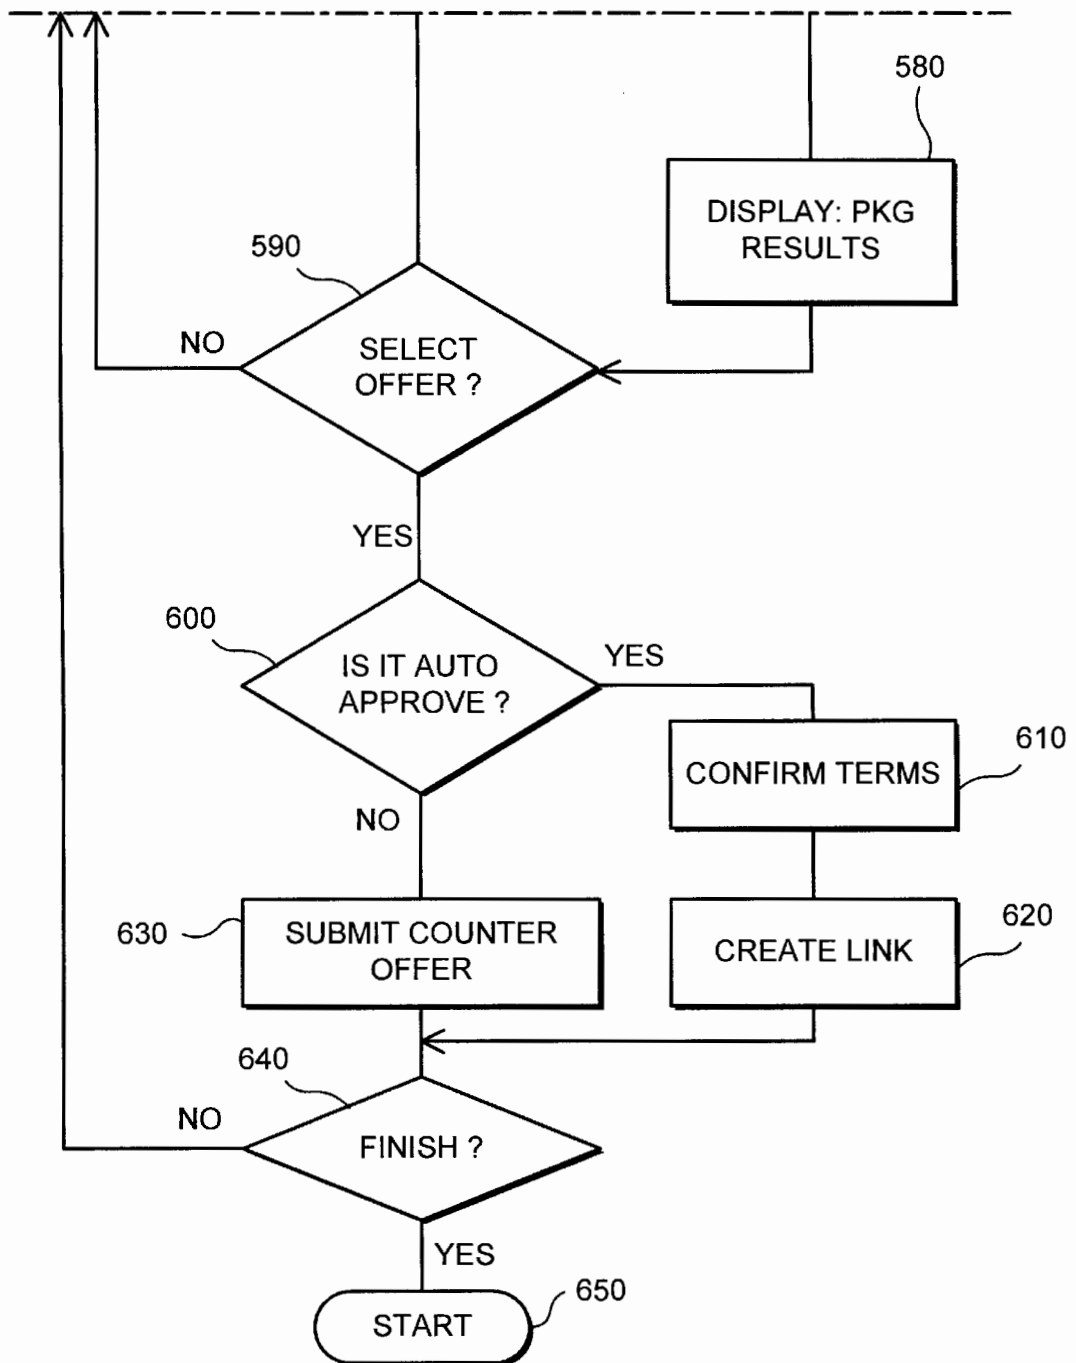 580
DISPLAY: PKG
RESULTS
590
NO
SELECT
OFFER ?
YES
600
IS IT AUTO
APPROVE ?
YES
610
CONFIRM TERMS
NO
630
SUBMIT COUNTER
OFFER
620
CREATE LINK
640
NO
FINISH ?
YES
650
START